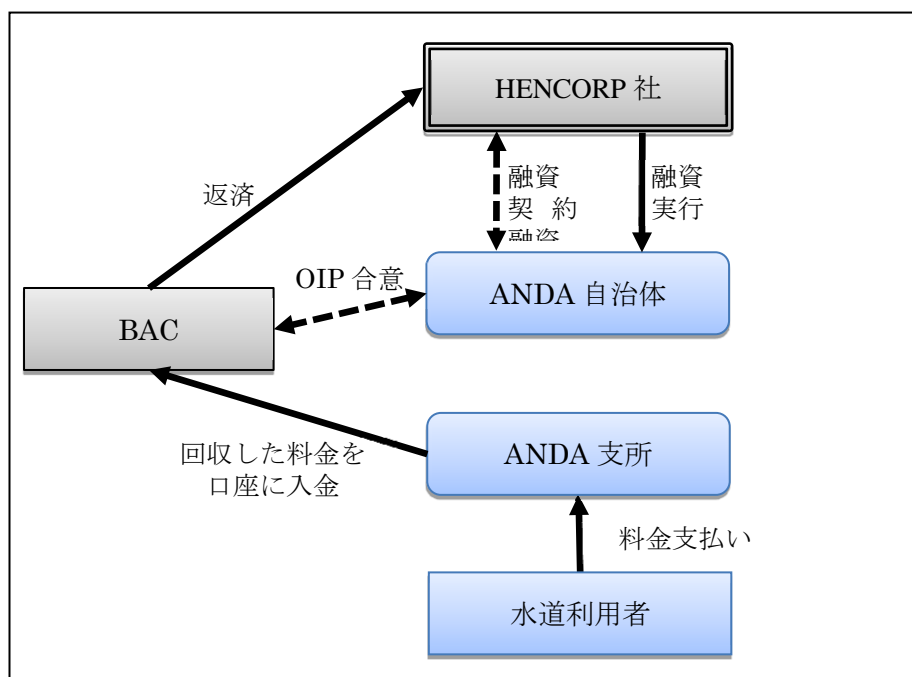 HENCORP 社
融資
契 約
融資
融資
実行
返済
OIP 合意
ANDA 自治体
BAC
ANDA 支所
回収した料金を
口座に入金
料金支払い
水道利用者